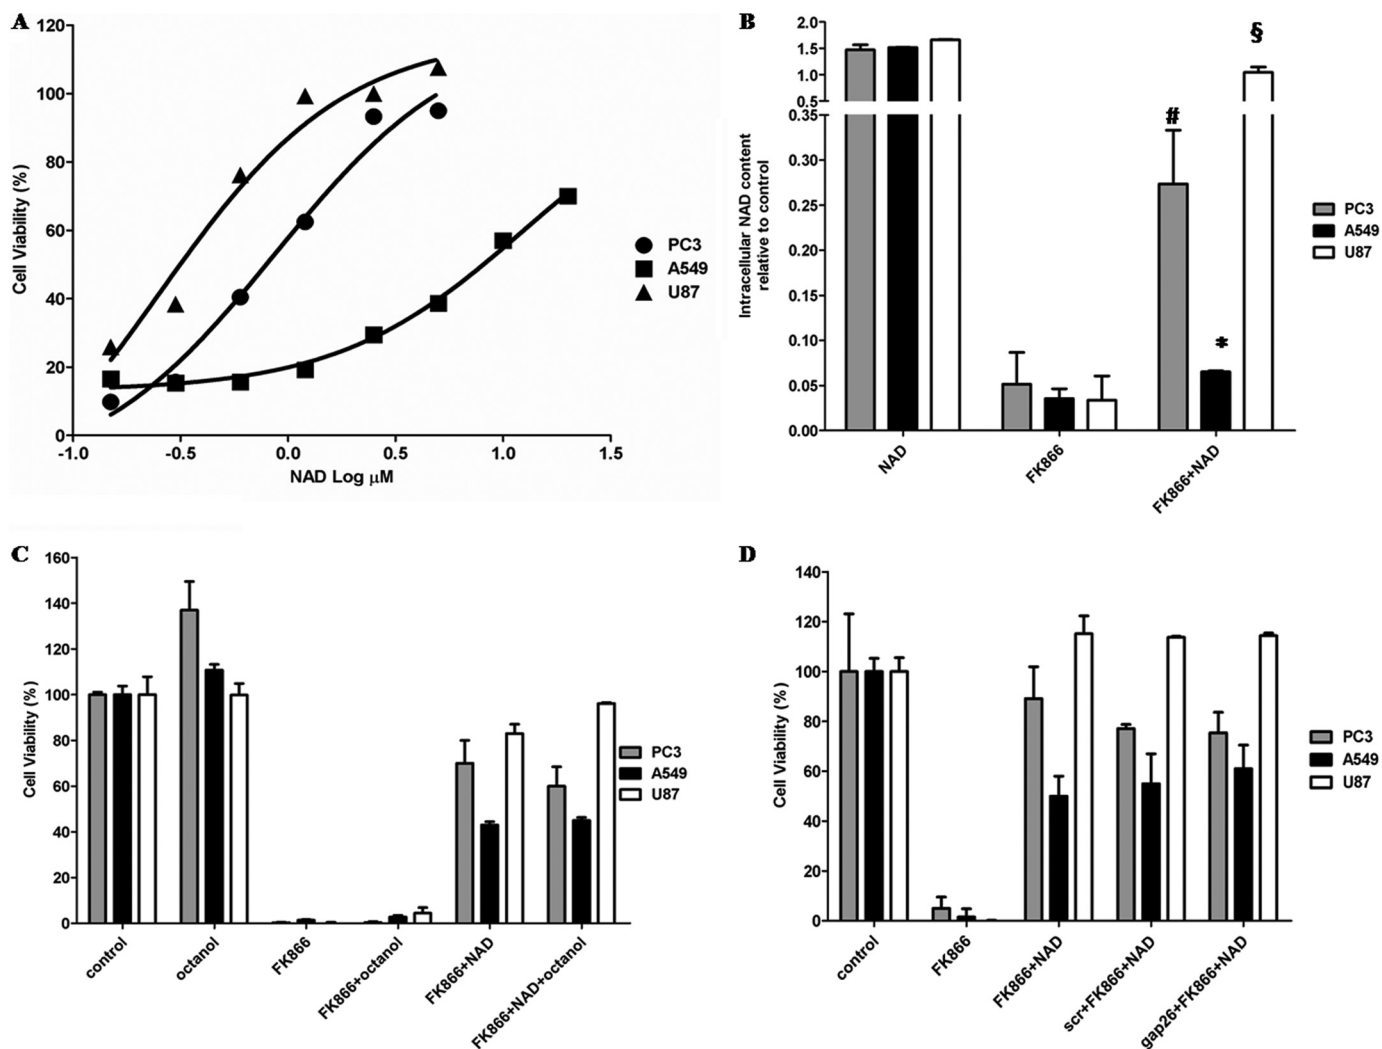 A
120
100
80
60
40
20
0
Cell Viability (%)
-1.0 -0.5 0.0 0.5 1.0 1.5
NAD Log μM
PC3
A549
U87
B
2.0
1.5
1.0
0.5
0.35
0.30
0.25
0.20
0.15
0.10
0.05
0.00
Intracellular NAD content
relative to control
#
*
§
NAD
FK866
FK866+NAD
PC3
A549
U87
C
160
140
120
100
80
60
40
20
0
Cell Viability (%)
control
octanol
FK866
FK866+octanol
FK866+NAD
FK866+NAD+octanol
PC3
A549
U87
D
140
120
100
80
60
40
20
0
Cell Viability (%)
control
FK866
FK866+NAD
scr+FK866+NAD
gap26+FK866+NAD
PC3
A549
U87